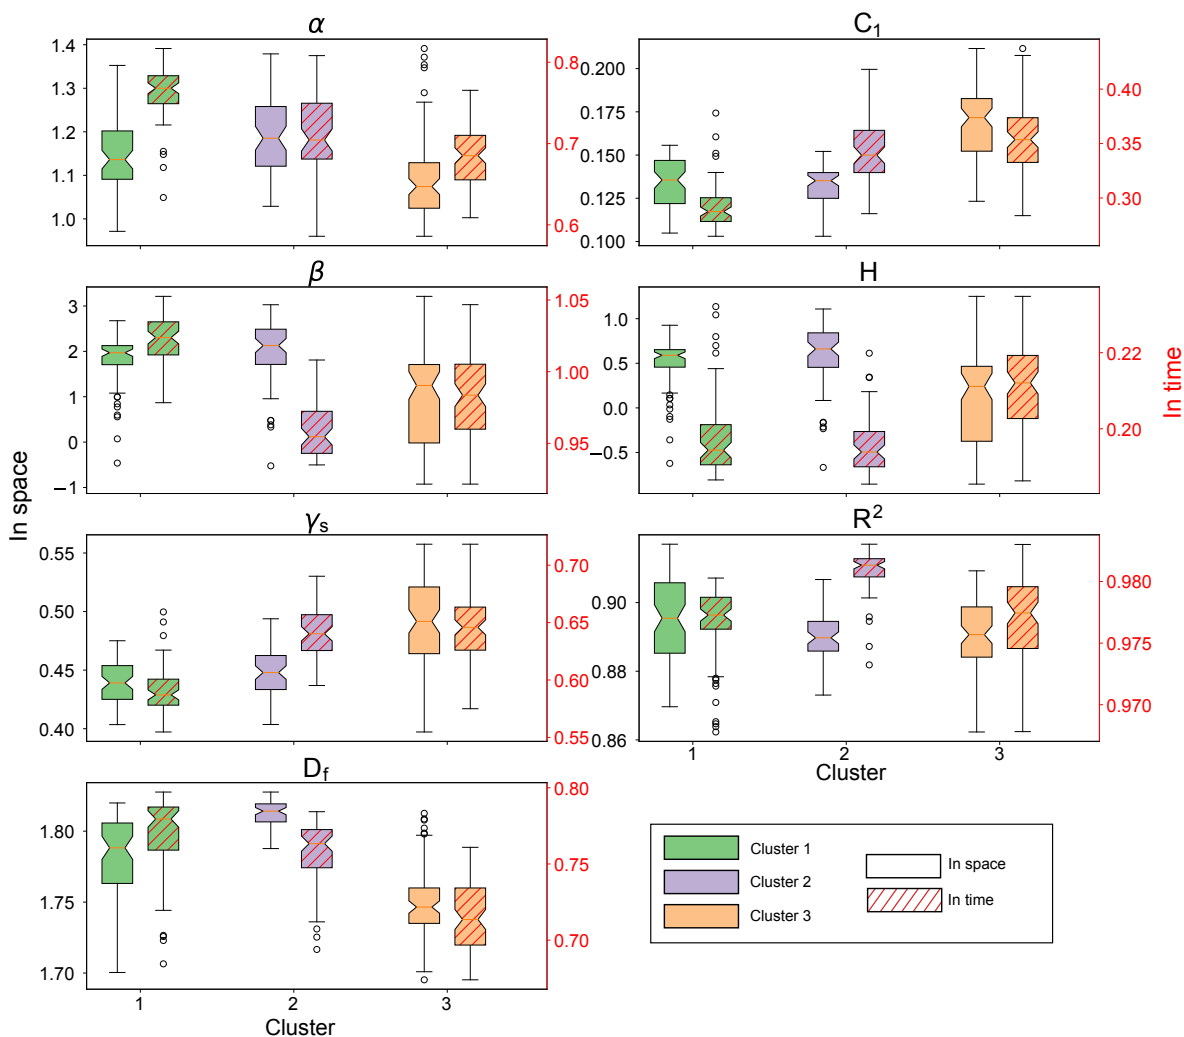 α
1.4
1.3
1.2
1.1
1.0
0.8
0.7
0.6
C1
0.200
0.175
0.150
0.125
0.100
0.40
0.35
0.30
β
3
2
1
0
−1
1.05
1.00
0.95
H
1.0
0.5
0.0
−0.5
0.22
0.20
In space
In time
γs
0.55
0.50
0.45
0.40
0.70
0.65
0.60
0.55
R2
0.90
0.88
0.86
0.980
0.975
0.970
1 2 3
Cluster
Df
1.80
1.75
1.70
0.80
0.75
0.70
1 2 3
Cluster
Cluster 1
Cluster 2
Cluster 3
In space
In time